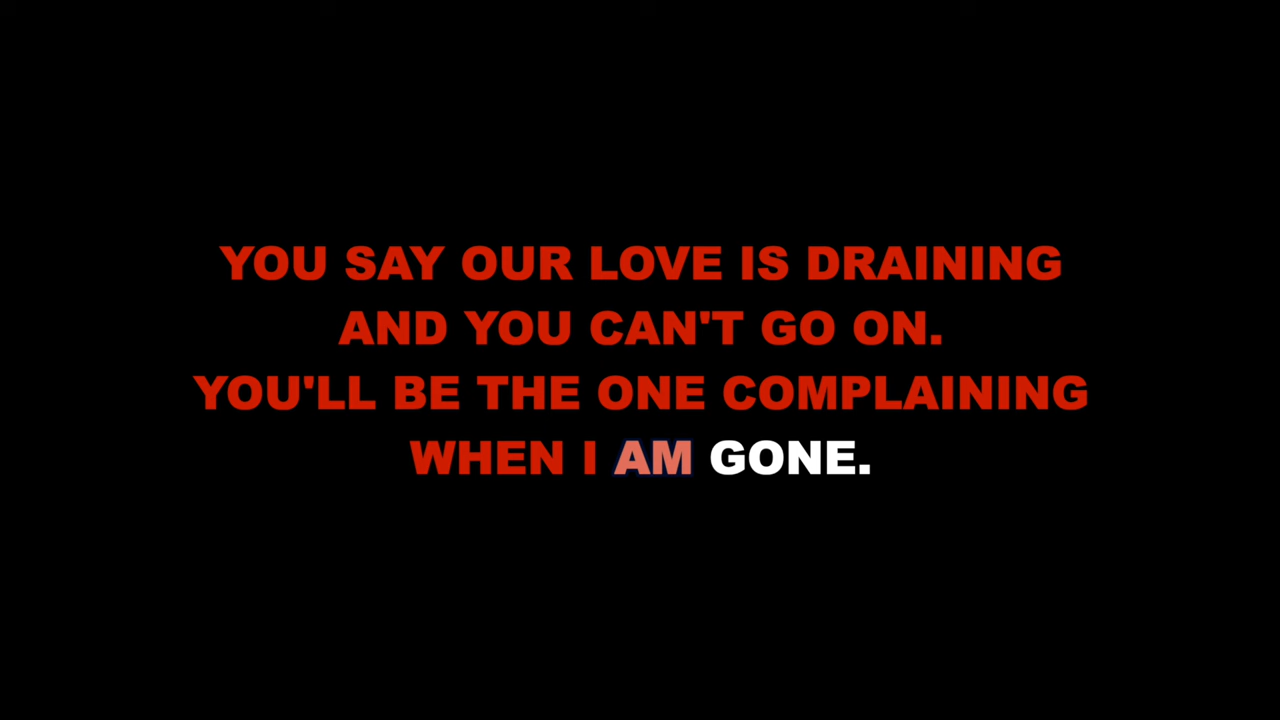 YOU SAY OUR LOVE IS DRAINING
AND YOU CAN'T GO ON.
YOU'LL BE THE ONE COMPLAINING
WHEN I AM GONE.